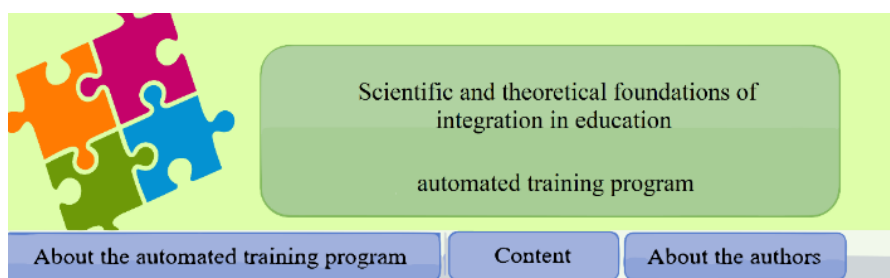 Scientific and theoretical foundations of
integration in education
automated training program
About the automated training program
Content
About the authors